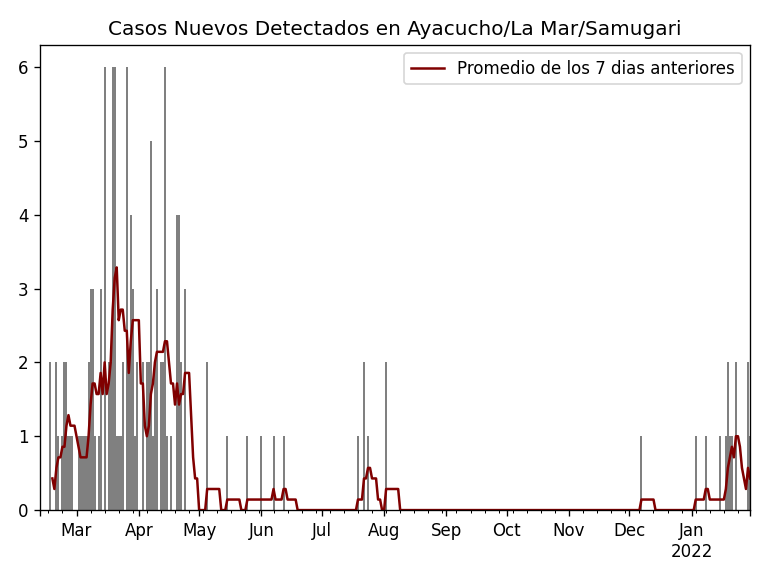 Casos Nuevos Detectados en Ayacucho/La Mar/Samugari
Promedio de los 7 dias anteriores
6
5
4
3
2
1
0
Mar Apr May Jun Jul Aug Sep Oct Nov Dec Jan
2022